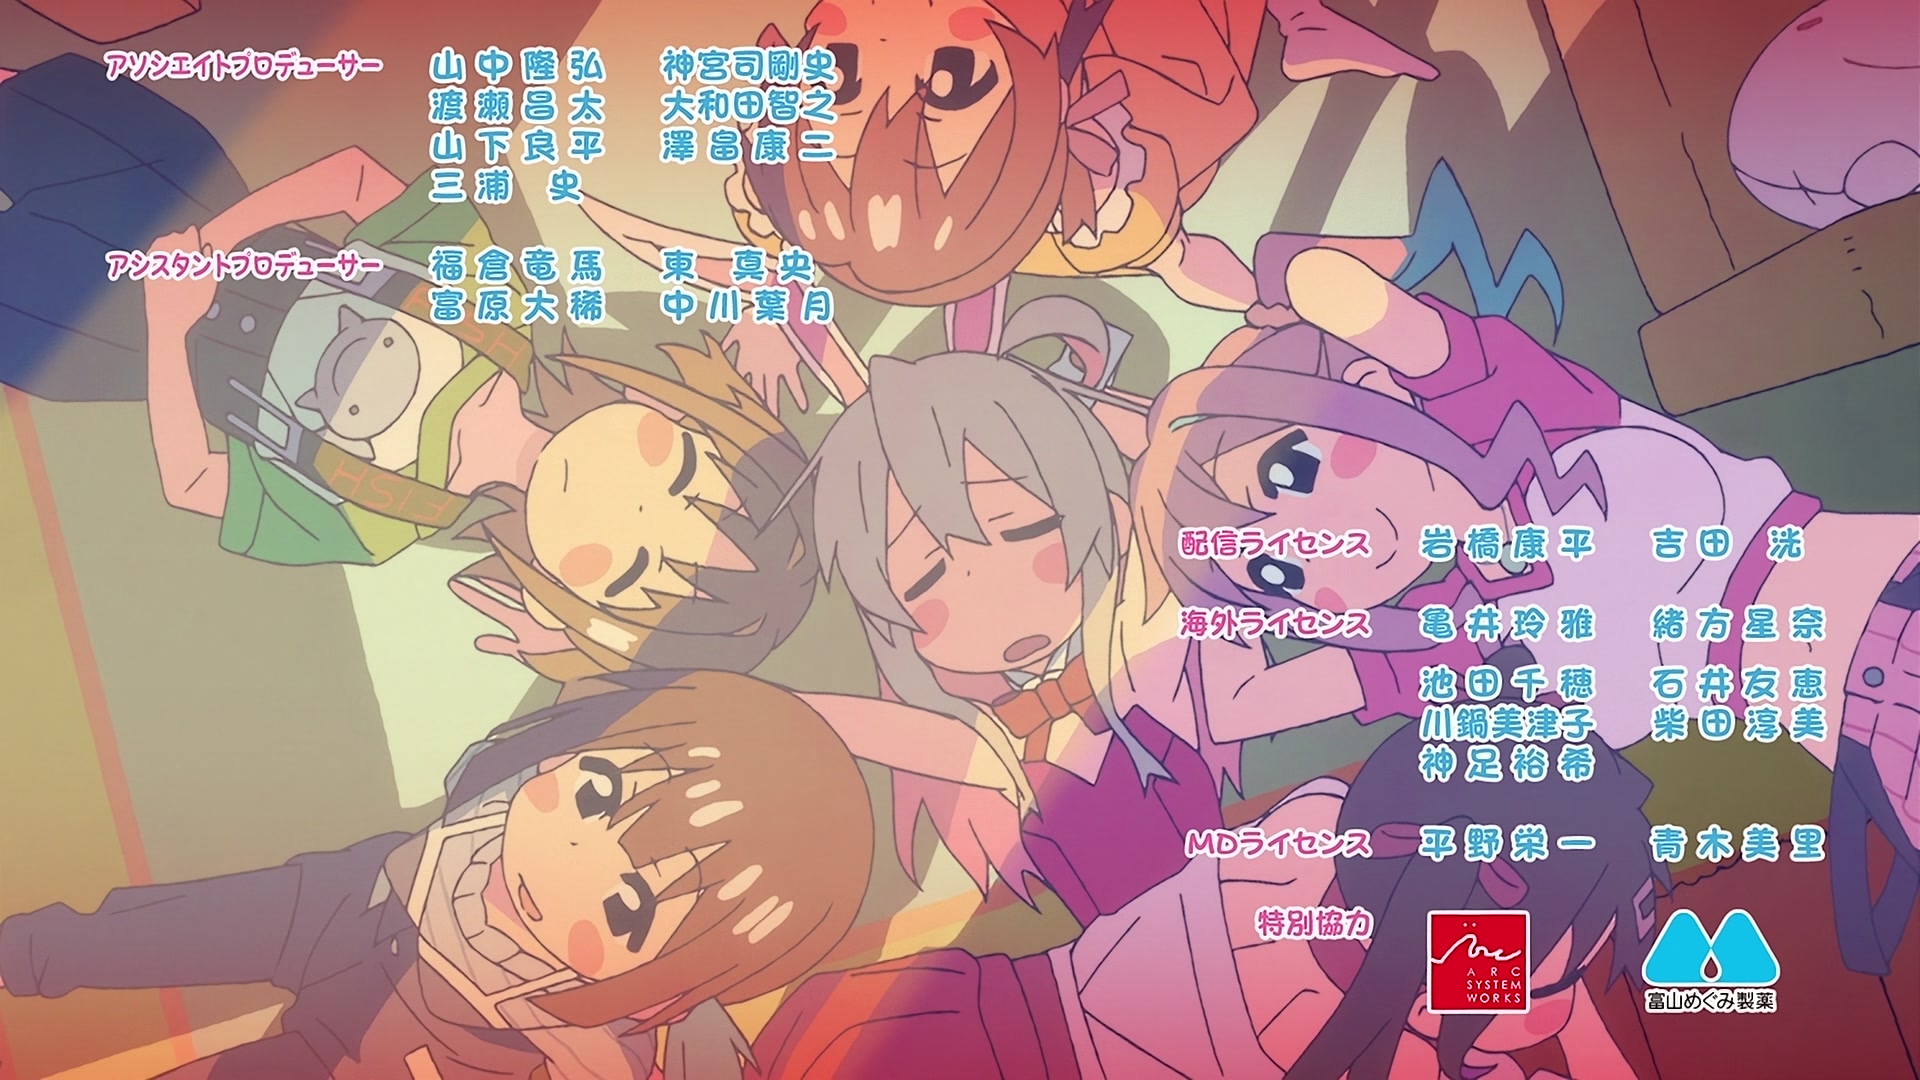 アソシエイトプロデューサー 山中隆弘 神宮司剛史
渡瀬昌太 大和田智之
山下良平 澤畠康二
三浦 史
アシスタントプロデューサー 福倉竜馬 東 真央
富原大稀 中川葉月
FISH
FISH
配信ライセンス 岩橋康平 吉田 洸
海外ライセンス 亀井玲雅 緒方星奈
池田千穂 石井友恵
川鍋美津子 柴田淳美
神足裕希
MDライセンス 平野栄一 青木美里
特別協力
ARC
SYSTEM
WORKS
富山めぐみ製薬